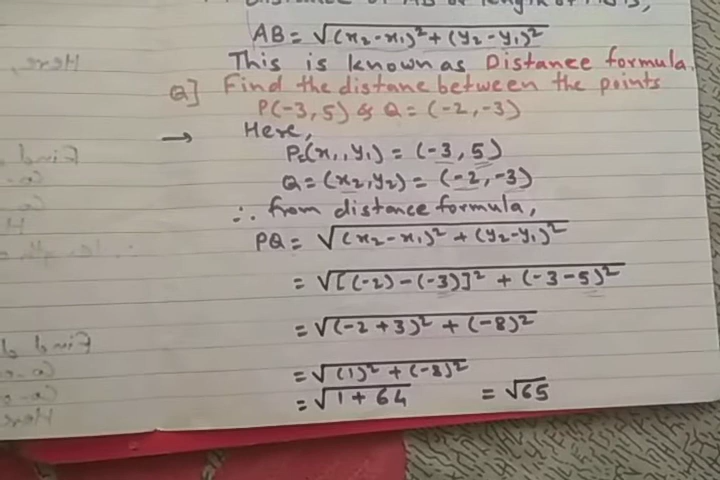 AB = √(x₂-x₁)² + (y₂-y₁)²
This is known as Distance formula.
Q] Find the distane between the points
P(-3,5) & Q = (-2,-3)
→ Here,
P=(x₁,y₁) = (-3,5)
Q = (x₂,y₂) = (-2,-3)
∴ from distance formula,
PQ = √(x₂-x₁)² + (y₂-y₁)²
= √[(-2)-(-3)]² + (-3-5)²
= √(-2+3)² + (-8)²
= √(1)² + (-8)²
= √1+64 = √65